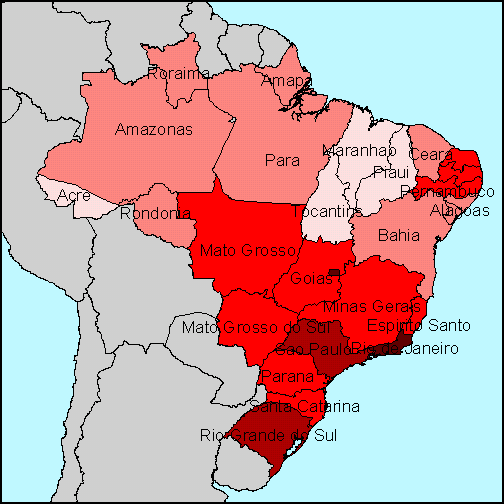 Roraima
Amapa
Amazonas
Para
Maranhao
Ceara
Piaui
Acre
Rondonia
Tocantins
Pernambuco
Alagoas
Bahia
Mato Grosso
Goias
Minas Gerais
Mato Grosso do Sul
Espirito Santo
Sao Paulo
Rio de Janeiro
Parana
Santa Catarina
Rio Grande do Sul